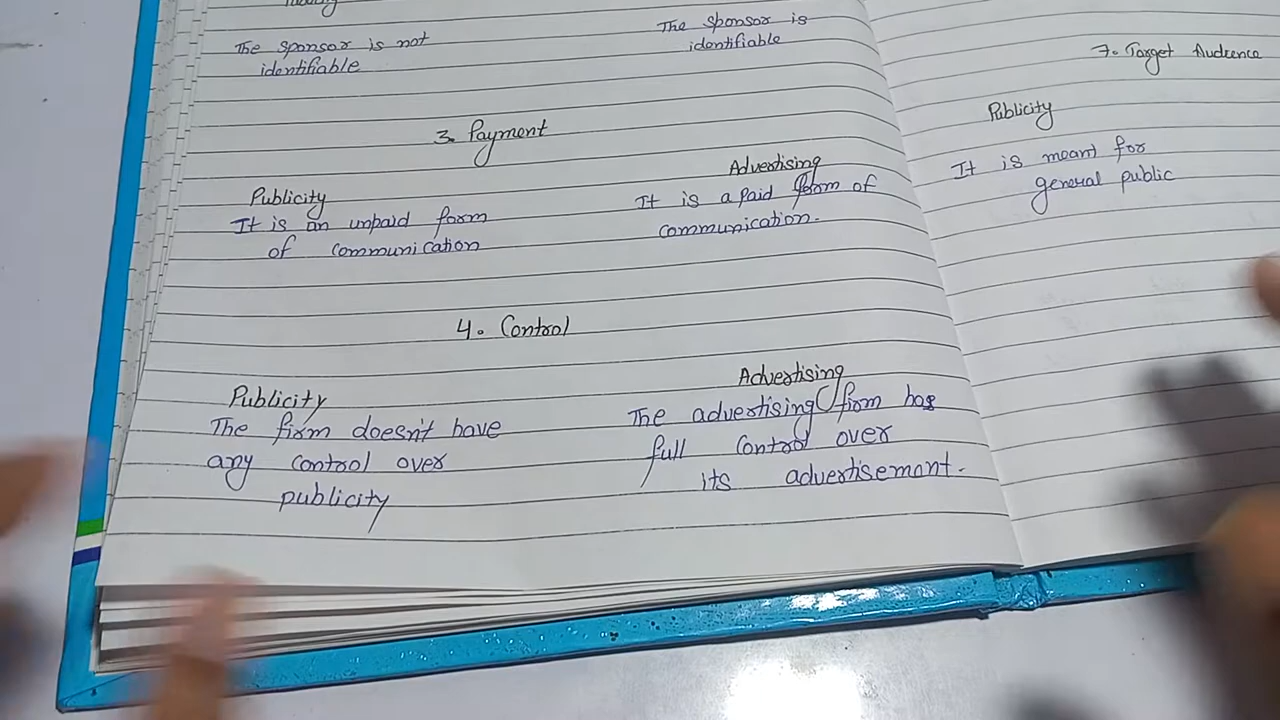 The sponsor is not
identifiable
The sponsor is
identifiable
3. Payment
Publicity
It is an unpaid form
of communication
Advertising
It is a paid form of
communication.
4. Control
Publicity
The firm doesn't have
any control over
publicity
Advertising
The advertising firm has
full control over
its advertisement.
7. Target Audience
Publicity
It is meant for
general public